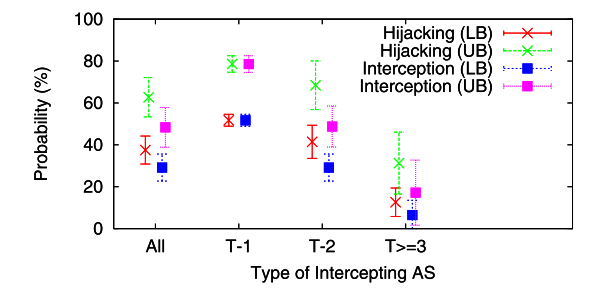 Probability (%)
100
80
60
40
20
0
Hijacking (LB)
Hijacking (UB)
Interception (LB)
Interception (UB)
All T-1 T-2 T>=3
Type of Intercepting AS